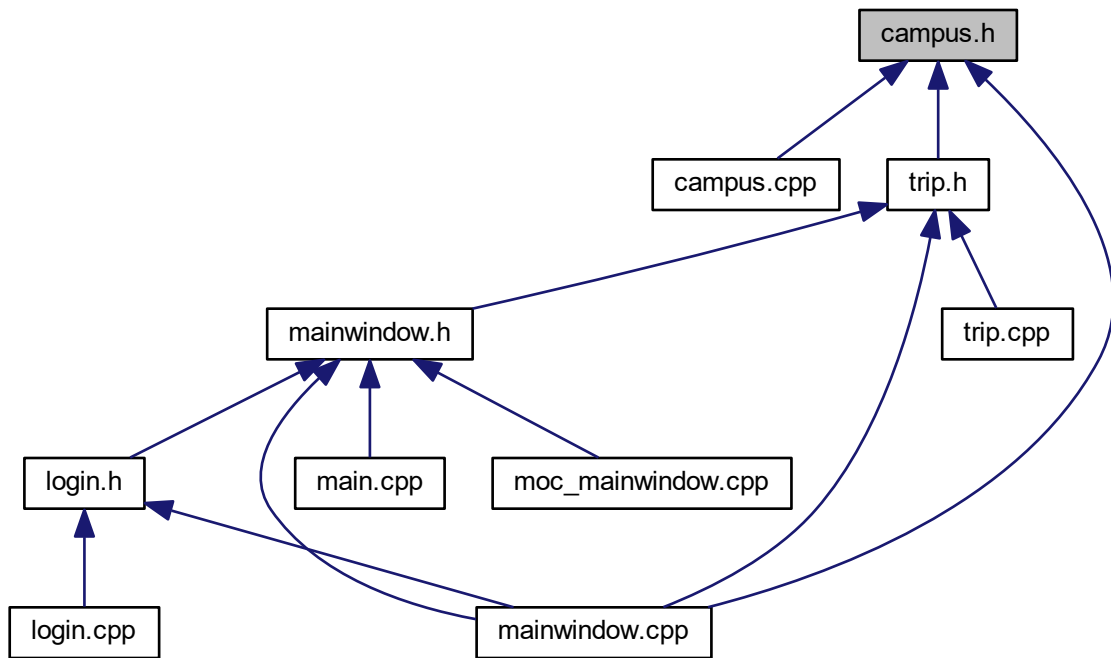 campus.h
campus.cpp
trip.h
mainwindow.h
trip.cpp
login.h
main.cpp
moc_mainwindow.cpp
login.cpp
mainwindow.cpp